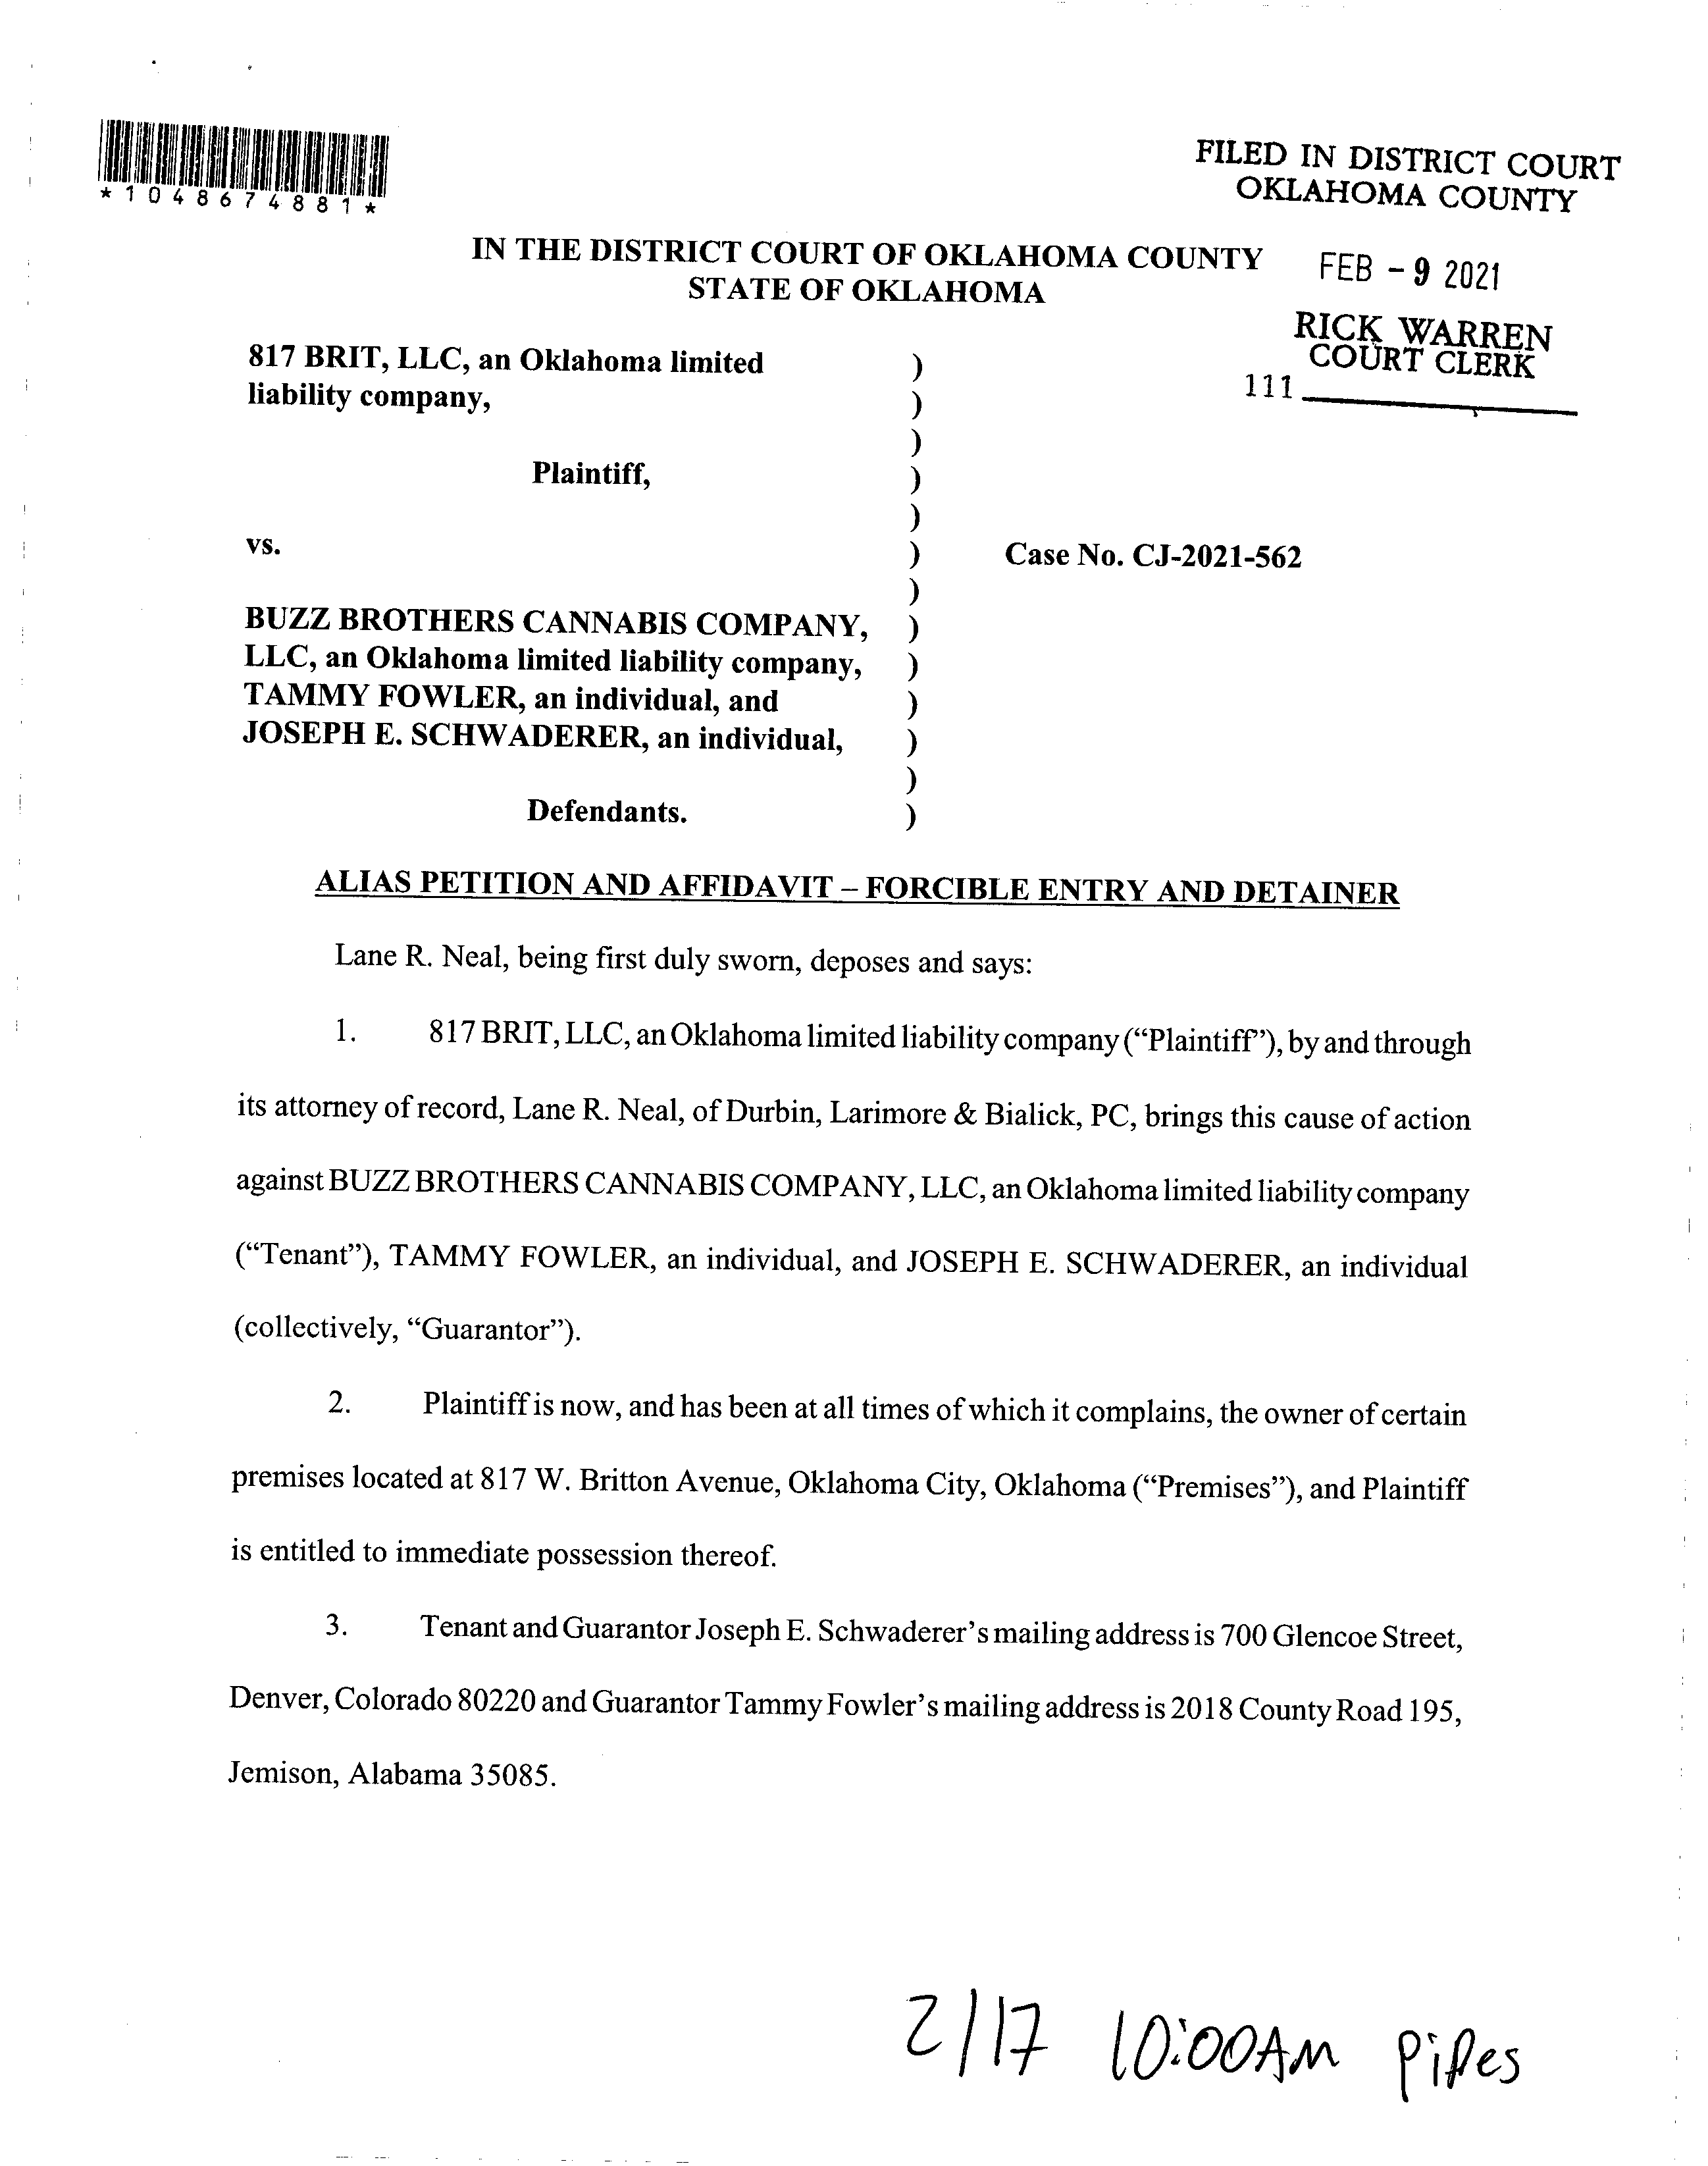 *1048674881*
FILED IN DISTRICT COURT
OKLAHOMA COUNTY
IN THE DISTRICT COURT OF OKLAHOMA COUNTY
STATE OF OKLAHOMA
FEB - 9 2021
RICK WARREN
COURT CLERK
111
817 BRIT, LLC, an Oklahoma limited )
liability company, )
)
Plaintiff, )
)
vs. ) Case No. CJ-2021-562
)
BUZZ BROTHERS CANNABIS COMPANY, )
LLC, an Oklahoma limited liability company, )
TAMMY FOWLER, an individual, and )
JOSEPH E. SCHWADERER, an individual, )
)
Defendants. )
ALIAS PETITION AND AFFIDAVIT – FORCIBLE ENTRY AND DETAINER
Lane R. Neal, being first duly sworn, deposes and says:
1. 817 BRIT, LLC, an Oklahoma limited liability company (“Plaintiff”), by and through
its attorney of record, Lane R. Neal, of Durbin, Larimore & Bialick, PC, brings this cause of action
against BUZZ BROTHERS CANNABIS COMPANY, LLC, an Oklahoma limited liability company
(“Tenant”), TAMMY FOWLER, an individual, and JOSEPH E. SCHWADERER, an individual
(collectively, “Guarantor”).
2. Plaintiff is now, and has been at all times of which it complains, the owner of certain
premises located at 817 W. Britton Avenue, Oklahoma City, Oklahoma (“Premises”), and Plaintiff
is entitled to immediate possession thereof.
3. Tenant and Guarantor Joseph E. Schwaderer’s mailing address is 700 Glencoe Street,
Denver, Colorado 80220 and Guarantor Tammy Fowler’s mailing address is 2018 County Road 195,
Jemison, Alabama 35085.
2/17 10:00AM Pipes